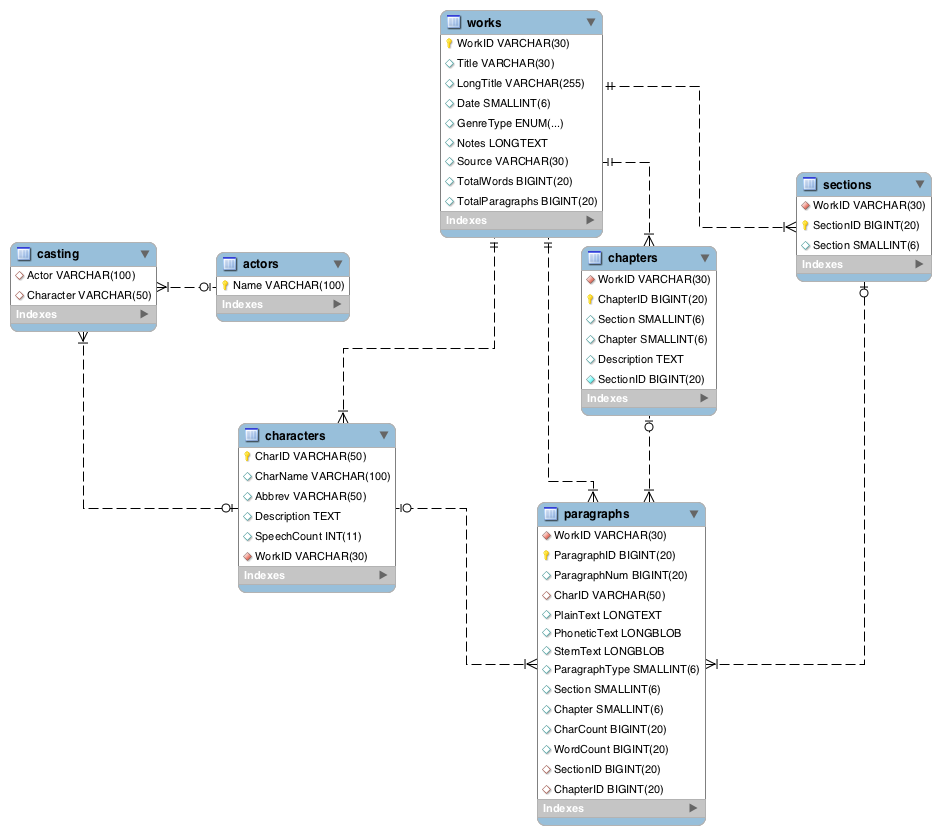 works
WorkID VARCHAR(30)
Title VARCHAR(30)
LongTitle VARCHAR(255)
Date SMALLINT(6)
GenreType ENUM(...)
Notes LONGTEXT
Source VARCHAR(30)
TotalWords BIGINT(20)
TotalParagraphs BIGINT(20)
Indexes
sections
WorkID VARCHAR(30)
SectionID BIGINT(20)
Section SMALLINT(6)
Indexes
casting
Actor VARCHAR(100)
Character VARCHAR(50)
Indexes
actors
Name VARCHAR(100)
Indexes
chapters
WorkID VARCHAR(30)
ChapterID BIGINT(20)
Section SMALLINT(6)
Chapter SMALLINT(6)
Description TEXT
SectionID BIGINT(20)
Indexes
characters
CharID VARCHAR(50)
CharName VARCHAR(100)
Abbrev VARCHAR(50)
Description TEXT
SpeechCount INT(11)
WorkID VARCHAR(30)
Indexes
paragraphs
WorkID VARCHAR(30)
ParagraphID BIGINT(20)
ParagraphNum BIGINT(20)
CharID VARCHAR(50)
PlainText LONGTEXT
PhoneticText LONGBLOB
StemText LONGBLOB
ParagraphType SMALLINT(6)
Section SMALLINT(6)
Chapter SMALLINT(6)
CharCount BIGINT(20)
WordCount BIGINT(20)
SectionID BIGINT(20)
ChapterID BIGINT(20)
Indexes